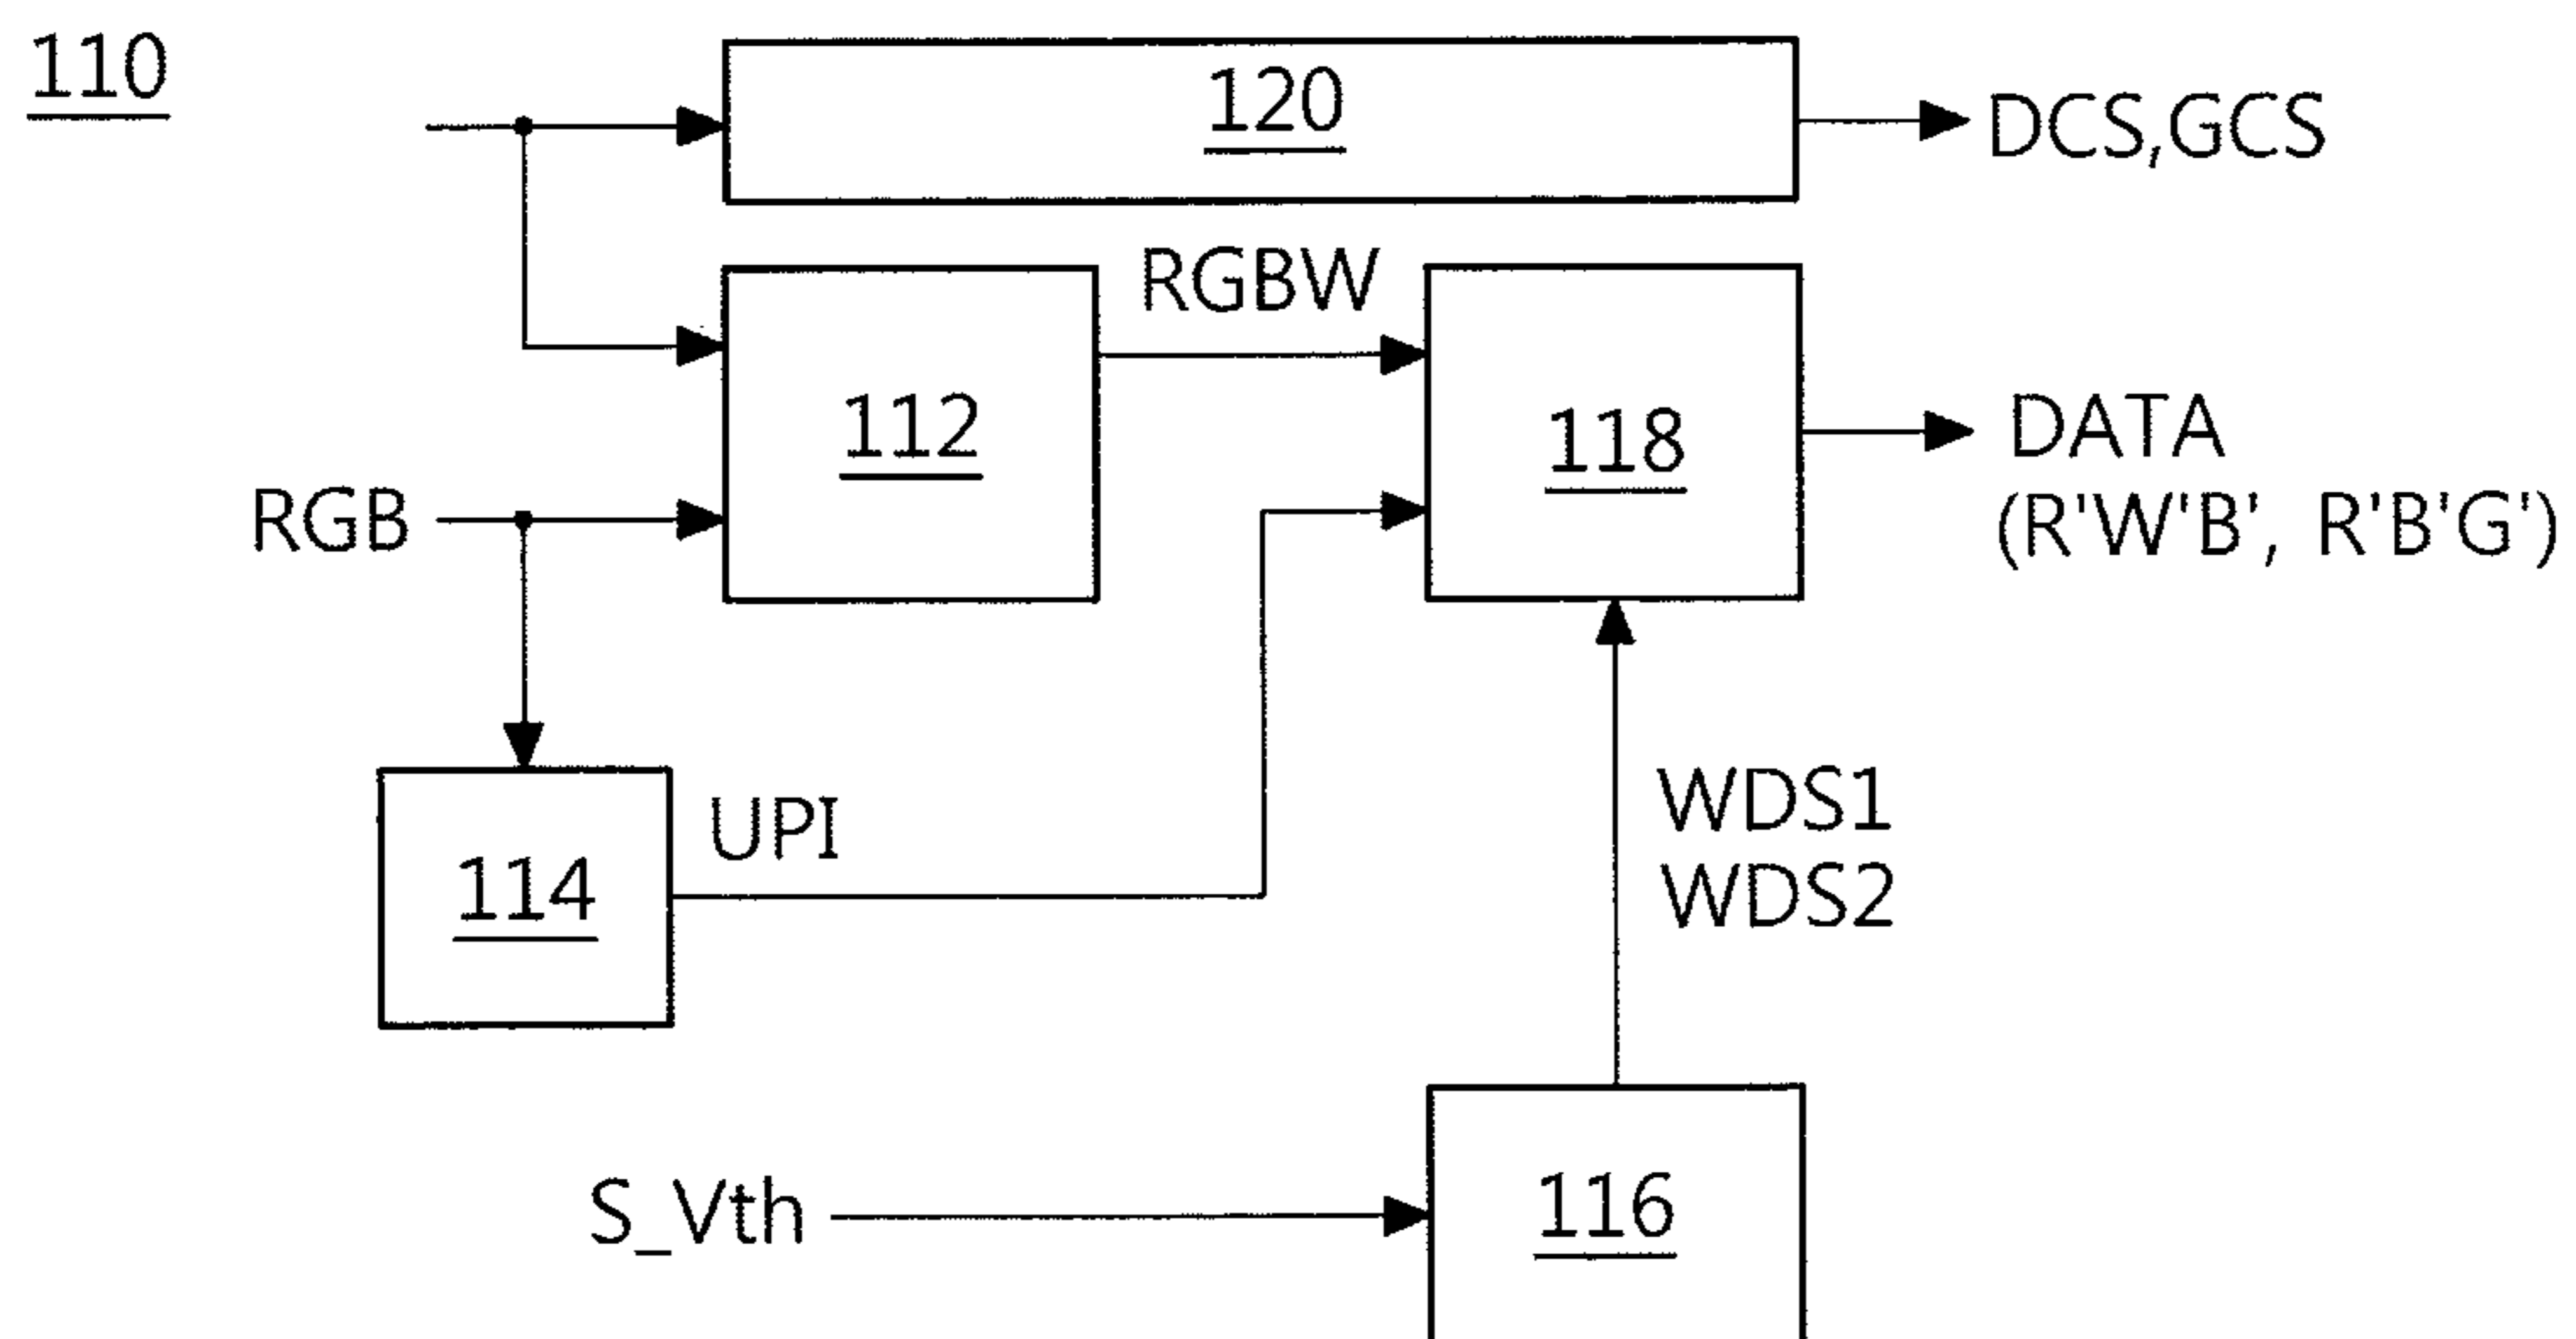 110
120
DCS,GCS
RGBW
112
118
DATA
(R'W'B', R'B'G')
RGB
UPI
114
WDS1
WDS2
S_Vth
116